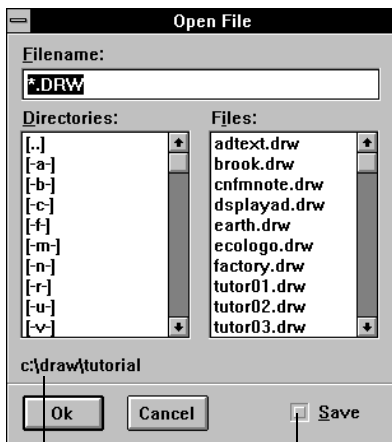 Open File
Filename:
*.DRW
Directories:
Files:
[..]
[-a-]
[-b-]
[-c-]
[-f-]
[-m-]
[-n-]
[-r-]
[-u-]
[-v-]
adtext.drw
brook.drw
cnfmnote.drw
dsplayad.drw
earth.drw
ecologo.drw
factory.drw
tutor01.drw
tutor02.drw
tutor03.drw
c:\draw\tutorial
Ok
Cancel
Save